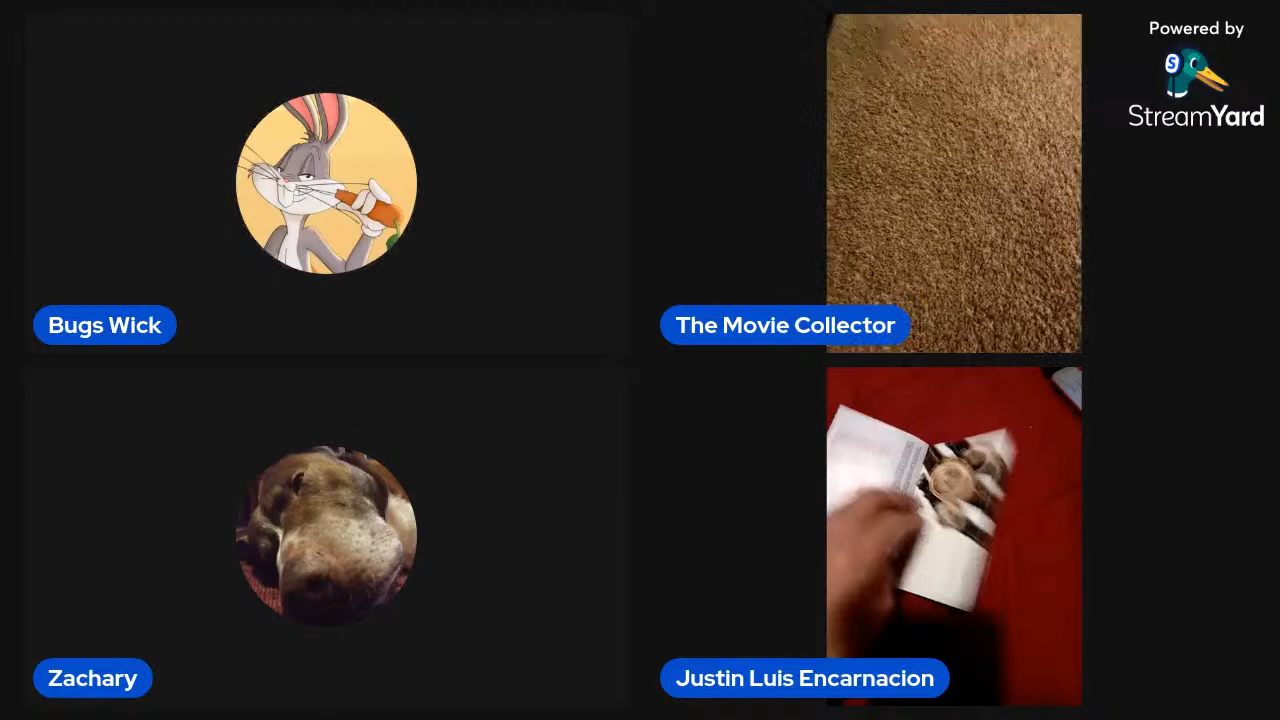 Powered by
S
StreamYard
Bugs Wick
The Movie Collector
Zachary
Justin Luis Encarnacion